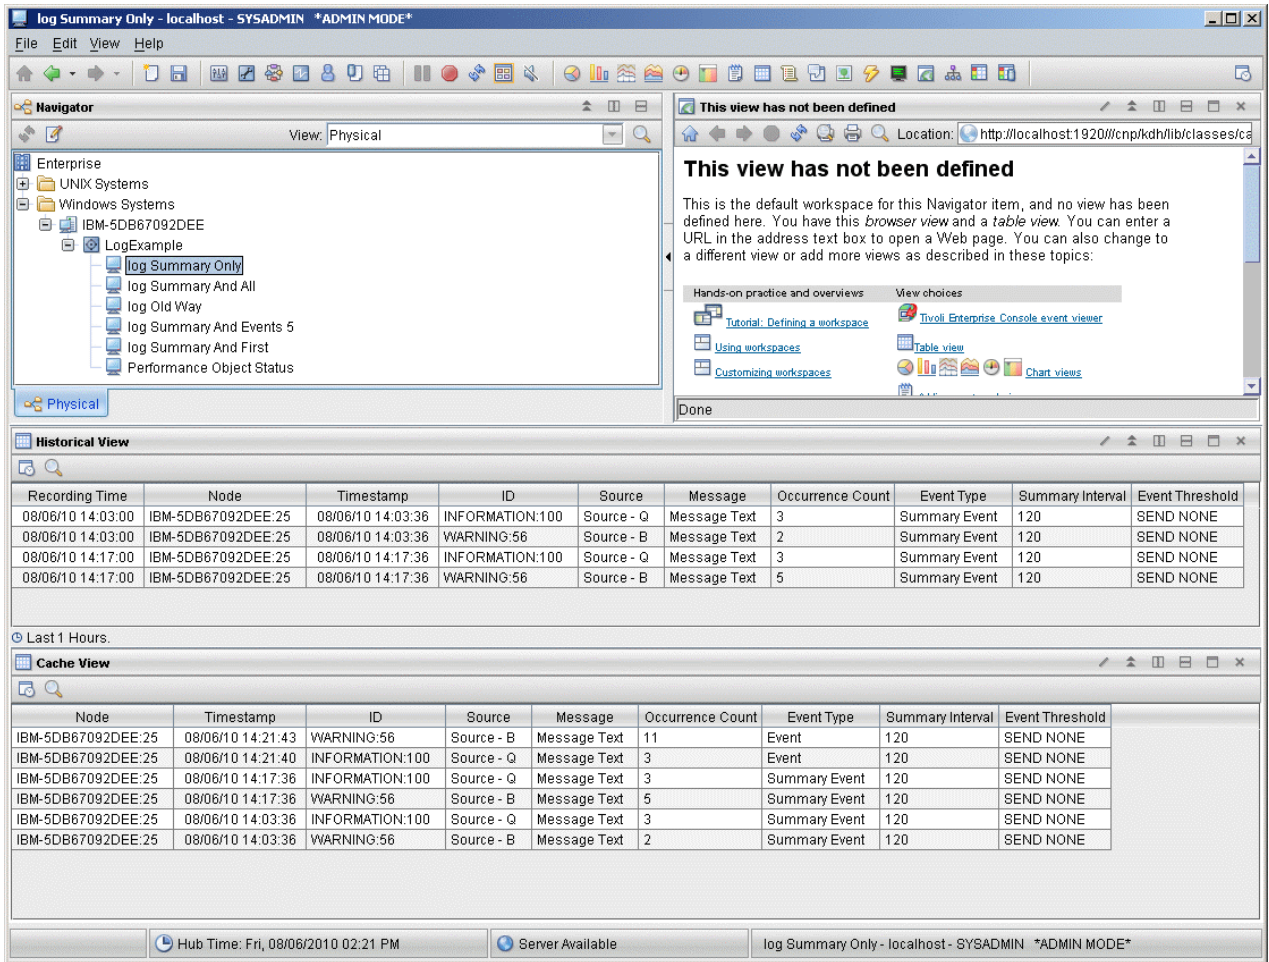 log Summary Only - localhost - SYSADMIN *ADMIN MODE*
File Edit View Help
Navigator
View: Physical
Enterprise
UNIX Systems
Windows Systems
IBM-5DB67092DEE
LogExample
log Summary Only
log Summary And All
log Old Way
log Summary And Events 5
log Summary And First
Performance Object Status
Physical
This view has not been defined
Location: http://localhost:1920///cnp/kdh/lib/classes/ca
This view has not been defined
This is the default workspace for this Navigator item, and no view has been
defined here. You have this browser view and a table view. You can enter a
URL in the address text box to open a Web page. You can also change to
a different view or add more views as described in these topics:
Hands-on practice and overviews View choices
Tutorial: Defining a workspace Tivoli Enterprise Console event viewer
Using workspaces Table view
Customizing workspaces Chart views
Done
Historical View
Recording Time Node Timestamp ID Source Message Occurrence Count Event Type Summary Interval Event Threshold
08/06/10 14:03:00 IBM-5DB67092DEE:25 08/06/10 14:03:36 INFORMATION:100 Source - Q Message Text 3 Summary Event 120 SEND NONE
08/06/10 14:03:00 IBM-5DB67092DEE:25 08/06/10 14:03:36 WARNING:56 Source - B Message Text 2 Summary Event 120 SEND NONE
08/06/10 14:17:00 IBM-5DB67092DEE:25 08/06/10 14:17:36 INFORMATION:100 Source - Q Message Text 3 Summary Event 120 SEND NONE
08/06/10 14:17:00 IBM-5DB67092DEE:25 08/06/10 14:17:36 WARNING:56 Source - B Message Text 5 Summary Event 120 SEND NONE
Last 1 Hours.
Cache View
Node Timestamp ID Source Message Occurrence Count Event Type Summary Interval Event Threshold
IBM-5DB67092DEE:25 08/06/10 14:21:43 WARNING:56 Source - B Message Text 11 Event 120 SEND NONE
IBM-5DB67092DEE:25 08/06/10 14:21:40 INFORMATION:100 Source - Q Message Text 3 Event 120 SEND NONE
IBM-5DB67092DEE:25 08/06/10 14:17:36 INFORMATION:100 Source - Q Message Text 3 Summary Event 120 SEND NONE
IBM-5DB67092DEE:25 08/06/10 14:17:36 WARNING:56 Source - B Message Text 5 Summary Event 120 SEND NONE
IBM-5DB67092DEE:25 08/06/10 14:03:36 INFORMATION:100 Source - Q Message Text 3 Summary Event 120 SEND NONE
IBM-5DB67092DEE:25 08/06/10 14:03:36 WARNING:56 Source - B Message Text 2 Summary Event 120 SEND NONE
Hub Time: Fri, 08/06/2010 02:21 PM Server Available log Summary Only - localhost - SYSADMIN *ADMIN MODE*